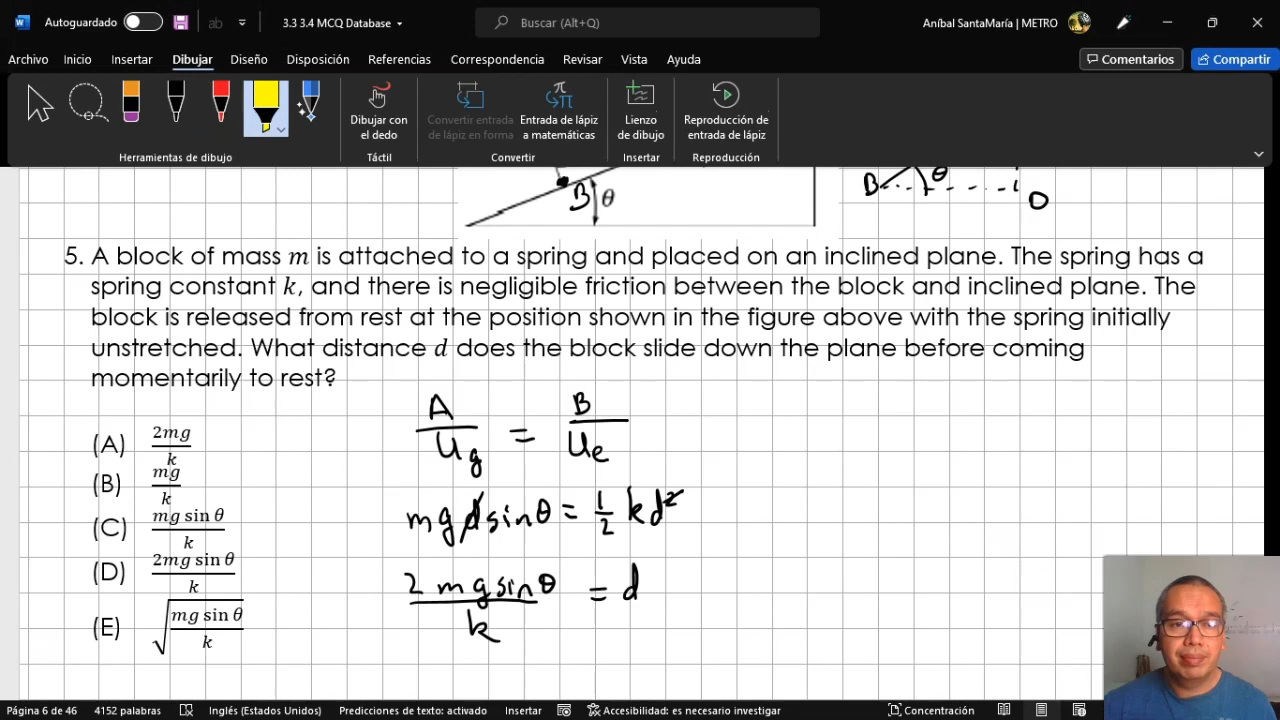 Autoguardado
ab
3.3 3.4 MCQ Database
Buscar (Alt+Q)
Aníbal SantaMaría | METRO
Archivo Inicio Insertar Dibujar Diseño Disposición Referencias Correspondencia Revisar Vista Ayuda
Comentarios Compartir
Dibujar con el dedo
Convertir entrada de lápiz en forma
Entrada de lápiz a matemáticas
Lienzo de dibujo
Reproducción de entrada de lápiz
Herramientas de dibujo Táctil Convertir Insertar Reproducción
B θ
B θ D
5. A block of mass m is attached to a spring and placed on an inclined plane. The spring has a
spring constant k, and there is negligible friction between the block and inclined plane. The
block is released from rest at the position shown in the figure above with the spring initially
unstretched. What distance d does the block slide down the plane before coming
momentarily to rest?
(A) 2mg/k
(B) mg/k
(C) mg sin θ/k
(D) 2mg sin θ/k
(E) √(mg sin θ/k)
A B
Ug = Ue
mgd sinθ = 1/2 kd²
2 mg sinθ/k = d
Página 6 de 46 4152 palabras Inglés (Estados Unidos) Predicciones de texto: activado Insertar Accesibilidad: es necesario investigar Concentración